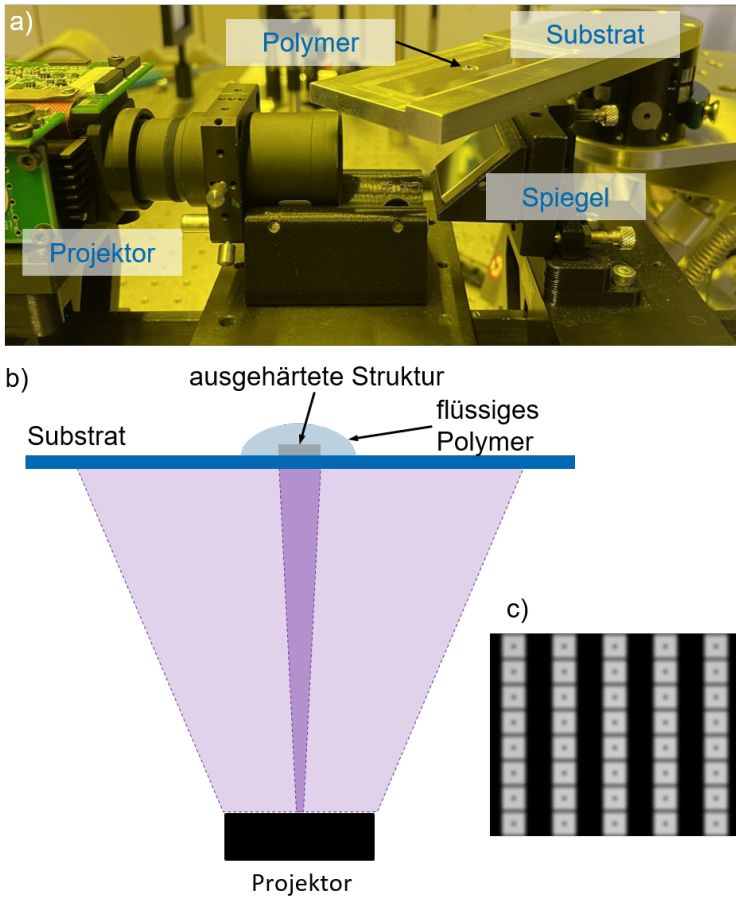 a)
Polymer
Substrat
Spiegel
Projektor
b)
ausgehärtete Struktur
flüssiges
Polymer
Substrat
c)
Projektor